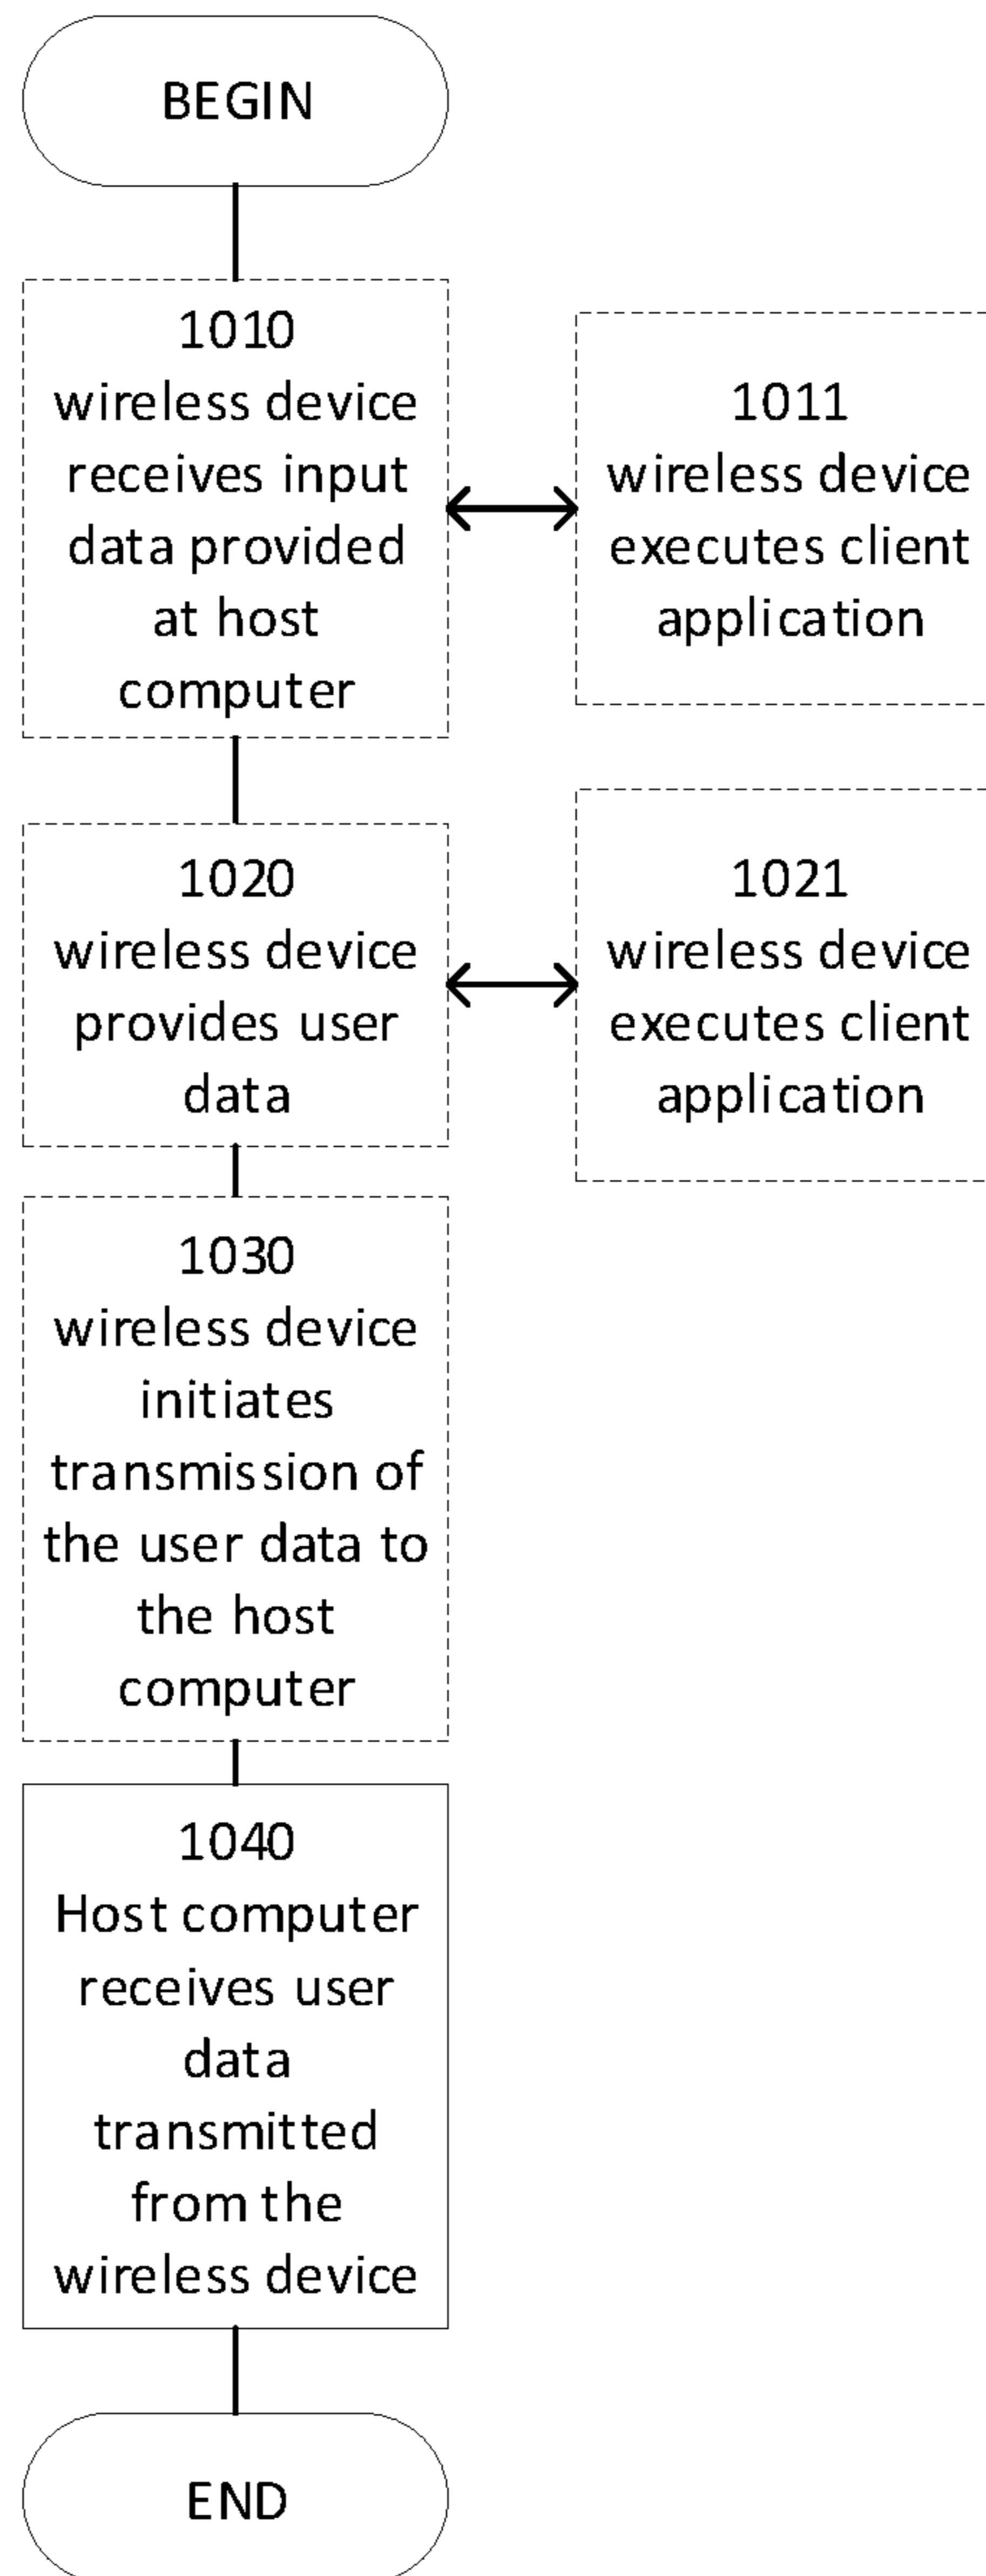 BEGIN
1010
wireless device
receives input
data provided
at host
computer
1011
wireless device
executes client
application
1020
wireless device
provides user
data
1021
wireless device
executes client
application
1030
wireless device
initiates
transmission of
the user data to
the host
computer
1040
Host computer
receives user
data
transmitted
from the
wireless device
END